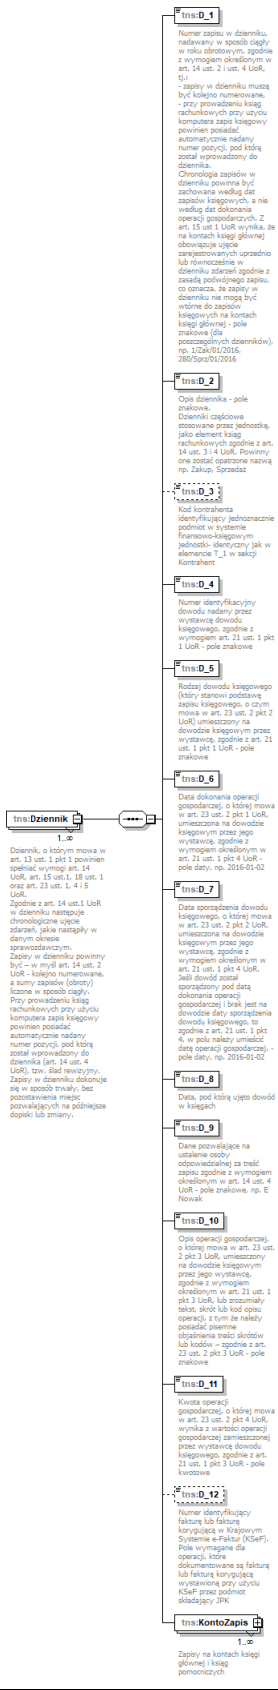 tns:D_1
Numer zapisu w dzienniku,
nadawany w sposób ciągły
w roku obrotowym, zgodnie
z wymogiem określonym w
art. 14 ust. 2 i ust. 4 UoR,
tj.:
- zapisy w dzienniku muszą
być kolejno numerowane,
- przy prowadzeniu ksiąg
rachunkowych przy użyciu
komputera zapis księgowy
powinien posiadać
automatycznie nadany
numer pozycji, pod którą
został wprowadzony do
dziennika.
Chronologia zapisów w
dzienniku powinna być
zachowana według dat
zapisów księgowych, a nie
według dat dokonania
operacji gospodarczych. Z
art. 15 ust 1 UoR wynika, że
na kontach księgi głównej
obowiązuje ujęcie
zarejestrowanych uprzednio
lub równocześnie w
dzienniku zdarzeń zgodnie z
zasadą podwójnego zapisu,
co oznacza, że zapisy w
dzienniku nie mogą być
wtórne do zapisów
księgowych na kontach
księgi głównej - pole
znakowe (dla
poszczególnych dzienników),
np. 1/Zak/01/2016,
280/Sprz/01/2016
tns:D_2
Opis dziennika - pole
znakowe.
Dzienniki częściowe
stosowane przez jednostkę,
jako element ksiąg
rachunkowych zgodnie z art.
14 ust. 3 i 4 UoR. Powinny
one zostać opatrzone nazwą
np. Zakup, Sprzedaż
tns:D_3
Kod kontrahenta
identyfikujący jednoznacznie
podmiot w systemie
finansowo-księgowym
jednostki- identyczny jak w
elemencie T_1 w sekcji
Kontrahent
tns:D_4
Numer identyfikacyjny
dowodu nadany przez
wystawcę dowodu
księgowego, zgodnie z
wymogiem art. 21 ust. 1 pkt
1 UoR - pole znakowe
tns:D_5
Rodzaj dowodu księgowego
(który stanowi podstawę
zapisu księgowego, o czym
mowa w art. 23 ust. 2 pkt 2
UoR) umieszczony na
dowodzie księgowym przez
wystawcę, zgodnie z art. 21
ust. 1 pkt 1 UoR - pole
znakowe
tns:D_6
Data dokonania operacji
gospodarczej, o której mowa
w art. 23 ust. 2 pkt 1 UoR,
umieszczona na dowodzie
księgowym przez jego
wystawcę, zgodnie z
wymogiem określonym w
art. 21 ust. 1 pkt 4 UoR -
pole daty, np. 2016-01-02
tns:Dziennik
1..∞
Dziennik, o którym mowa w
art. 13 ust. 1 pkt 1 powinien
spełniać wymogi art. 14
UoR, art. 15 ust.1, 18 ust. 1
oraz art. 23 ust. 1, 4 i 5
UoR.
Zgodnie z art. 14 ust.1 UoR
w dzienniku następuje
chronologiczne ujęcie
zdarzeń, jakie nastąpiły w
danym okresie
sprawozdawczym.
Zapisy w dzienniku powinny
być – w myśl art. 14 ust. 2
UoR - kolejno numerowane,
a sumy zapisów (obroty)
liczone w sposób ciągły.
Przy prowadzeniu ksiąg
rachunkowych przy użyciu
komputera zapis księgowy
powinien posiadać
automatycznie nadany
numer pozycji, pod którą
został wprowadzony do
dziennika (art. 14 ust. 4
UoR), tzw. ślad rewizyjny.
Zapisy w dzienniku dokonuje
się w sposób trwały, bez
pozostawienia miejsc
pozwalających na późniejsze
dopiski lub zmiany.
tns:D_7
Data sporządzenia dowodu
księgowego, o której mowa
w art. 23 ust. 2 pkt 2 UoR,
umieszczona na dowodzie
księgowym przez jego
wystawcę, zgodnie z
wymogiem określonym w
art. 21 ust. 1 pkt 4 UoR.
Jeśli dowód został
sporządzony pod datą
dokonania operacji
gospodarczej i brak jest na
dowodzie daty sporządzenia
dowodu księgowego, to
zgodnie z art. 21 ust. 1 pkt
4, w polu należy umieścić
datę operacji gospodarczej. -
pole daty, np. 2016-01-02
tns:D_8
Data, pod którą ujęto dowód
w księgach
tns:D_9
Dane pozwalające na
ustalenie osoby
odpowiedzialnej za treść
zapisu zgodnie z wymogiem
określonym w art. 14 ust. 4
UoR - pole znakowe, np. E
Nowak
tns:D_10
Opis operacji gospodarczej,
o której mowa w art. 23 ust.
2 pkt 3 UoR, umieszczony
na dowodzie księgowym
przez jego wystawcę,
zgodnie z wymogiem
określonym w art. 21 ust. 1
pkt 3 UoR, lub zrozumiały
tekst, skrót lub kod opisu
operacji, z tym że należy
posiadać pisemne
objaśnienia treści skrótów
lub kodów – zgodnie z art.
23 ust. 2 pkt 3 UoR - pole
znakowe
tns:D_11
Kwota operacji
gospodarczej, o której mowa
w art. 23 ust. 2 pkt 4 UoR,
wynika z wartości operacji
gospodarczej zamieszczonej
przez wystawcę dowodu
księgowego, zgodnie z art.
21 ust. 1 pkt 3 UoR - pole
kwotowe
tns:D_12
Numer identyfikujący
fakturę lub fakturę
korygującą w Krajowym
Systemie e-Faktur (KSeF).
Pole wymagane dla
operacji, które
dokumentowane są fakturą
lub fakturą korygującą
wystawioną przy użyciu
KSeF przez podmiot
składający JPK
tns:KontoZapis
1..∞
Zapisy na kontach księgi
głównej i ksiąg
pomocniczych